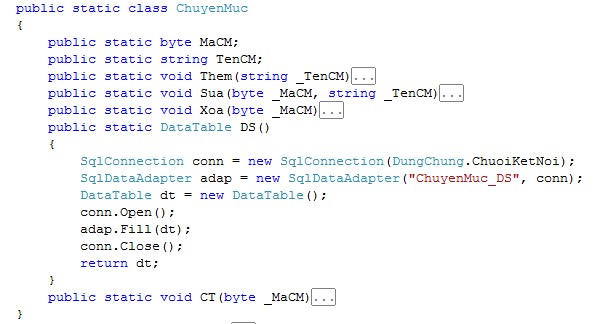 public static class ChuyenMuc
{
    public static byte MaCM;
    public static string TenCM;
    public static void Them(string _TenCM)...
    public static void Sua(byte _MaCM, string _TenCM)...
    public static void Xoa(byte _MaCM)...
    public static DataTable DS()
    {
        SqlConnection conn = new SqlConnection(DungChung.ChuoiKetNoi);
        SqlDataAdapter adap = new SqlDataAdapter("ChuyenMuc_DS", conn);
        DataTable dt = new DataTable();
        conn.Open();
        adap.Fill(dt);
        conn.Close();
        return dt;
    }
    public static void CT(byte _MaCM)...
}